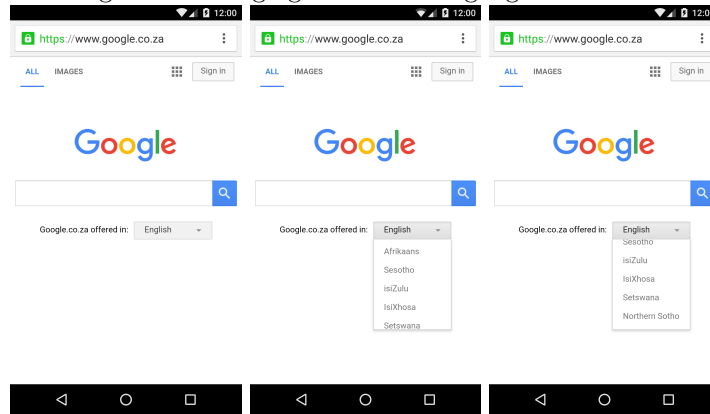 12:00
https://www.google.co.za
ALL IMAGES Sign in
Google
Google.co.za offered in: English
12:00
https://www.google.co.za
ALL IMAGES Sign in
Google
Google.co.za offered in: English
Afrikaans
Sesotho
isiZulu
IsiXhosa
Setswana
12:0
https://www.google.co.za
ALL IMAGES Sign in
Google
Google.co.za offered in: English
Sesotho
isiZulu
IsiXhosa
Setswana
Northern Sotho